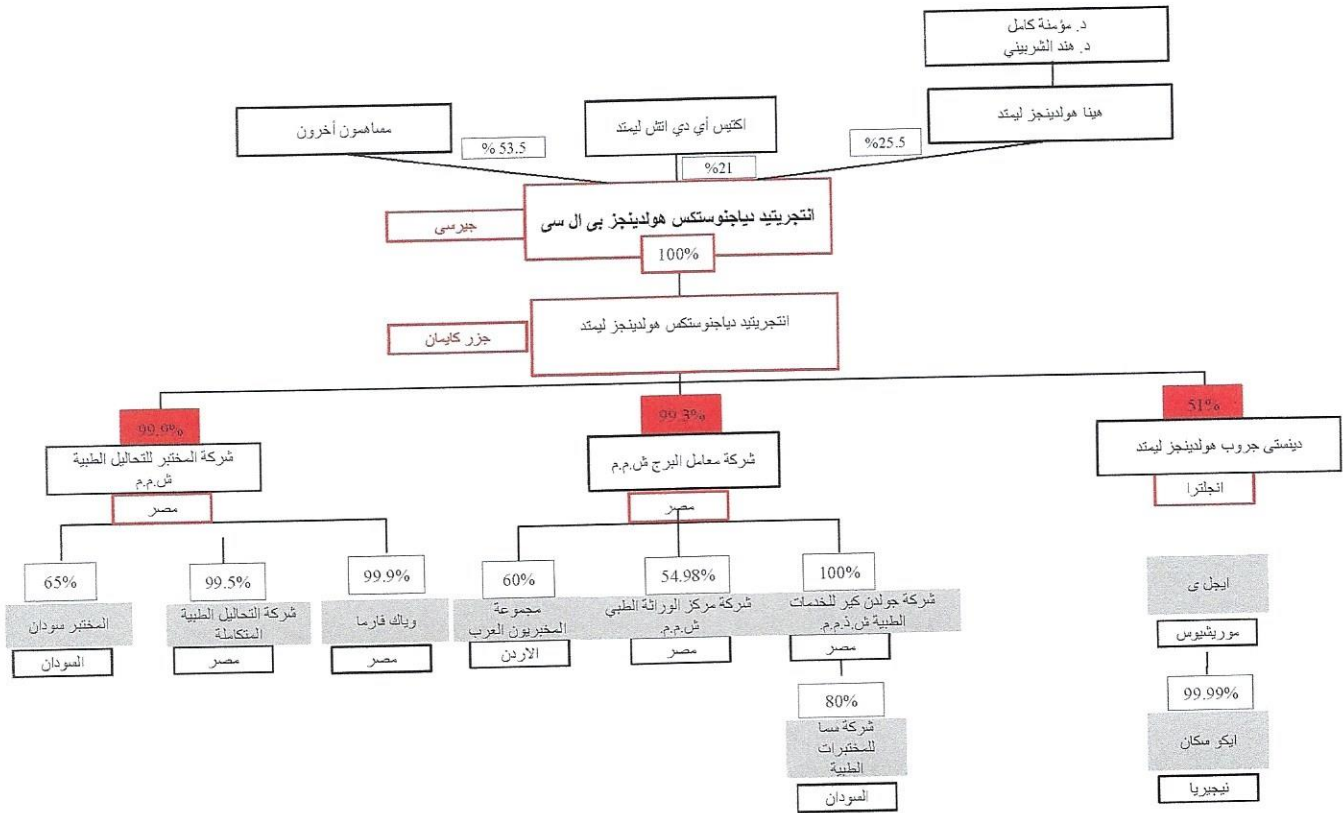 د. مؤمنة كامل
د. هند الشربيني
مساهمون أخرون
اكتيس أي دي اتش ليمتد
هينا هولدينجز ليمتد
% 53.5
%21
%25.5
انتجريتيد دياجنوستكس هولدينجز بى ال سى
جيرسى
100%
انتجريتيد دياجنوستكس هولدينجز ليمتد
جزر كايمان
99.9%
99.3%
51%
شركة المختبر للتحاليل الطبية
ش.م.م
مصر
شركة معامل البرج ش.م.م
مصر
دينستى جروب هولدينجز ليمتد
انجلترا
65%
المختبر سودان
السودان
99.5%
شركة التحاليل الطبية
المتكاملة
مصر
99.9%
وياك فارما
مصر
60%
مجموعة
المخبريون العرب
الاردن
54.98%
شركة مركز الوراثة الطبي
ش.م.م.
مصر
100%
شركة جولدن كير للخدمات
الطبية ش.ذ.م.م.
مصر
80%
شركة سما
للمختبرات
الطبية
السودان
ايجل ى
موريشيوس
99.99%
ايكو سكان
نيجيريا